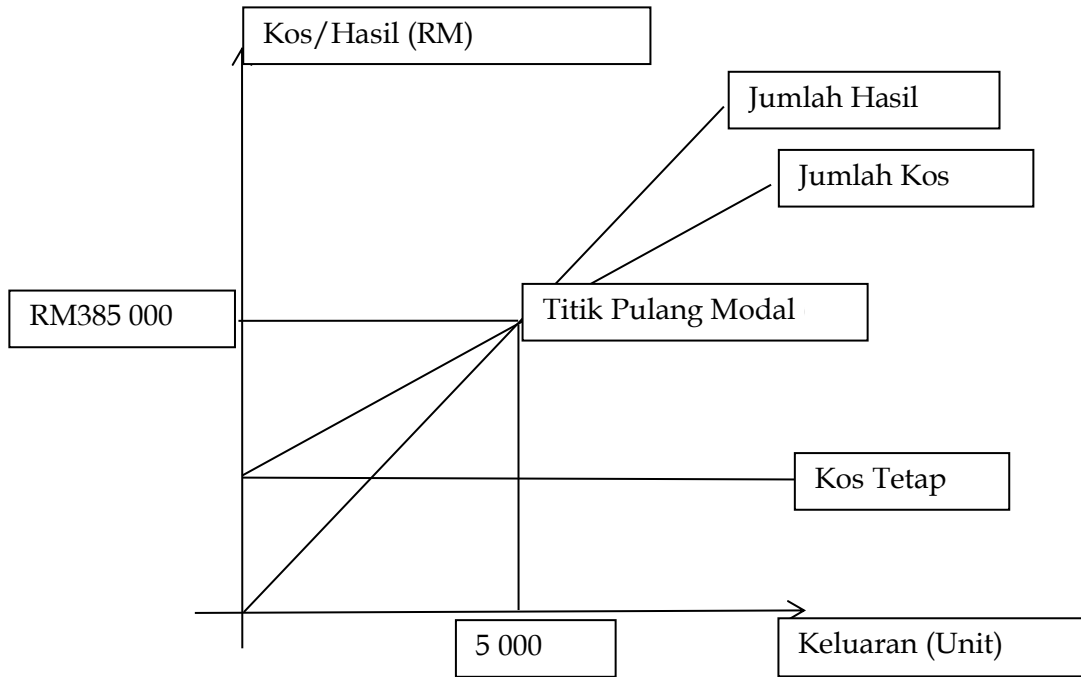 Kos/Hasil (RM)
Jumlah Hasil
Jumlah Kos
RM385 000
Titik Pulang Modal
Kos Tetap
5 000
Keluaran (Unit)